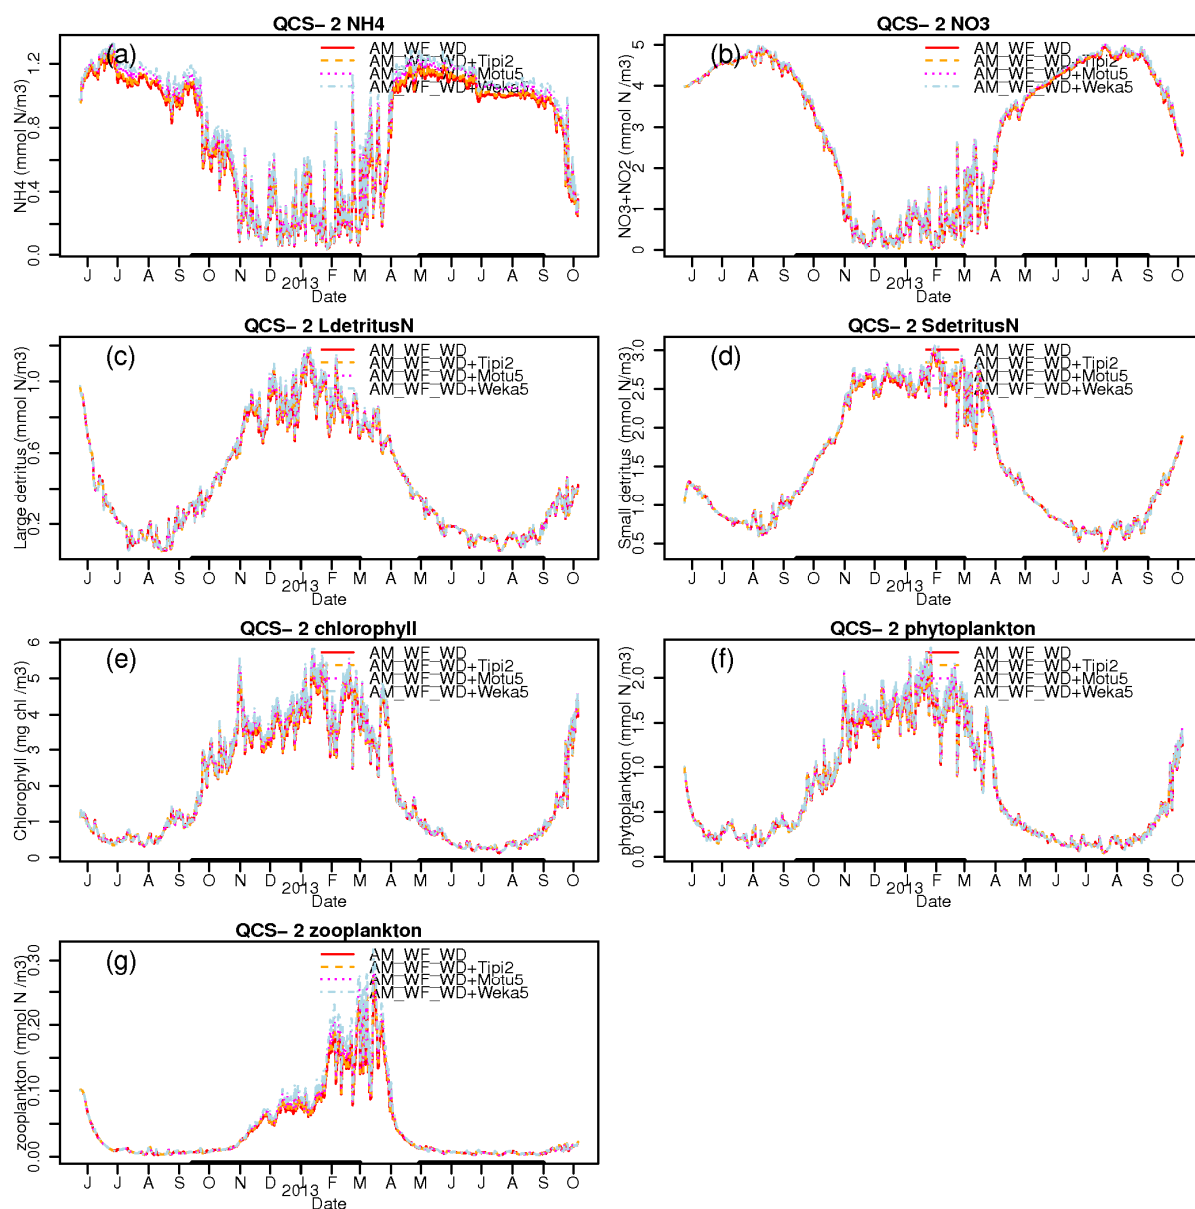 QCS- 2 NH4
(a)
AM_WF_WD
AM_WF_WD+Tipi2
AM_WF_WD+Motu5
AM_WF_WD+Weka5
NH4 (mmol N/m3)
0.0 0.4 0.8 1.2
J J A S O N D J F M A M J J A S O
2013
Date
QCS- 2 NO3
(b)
AM_WF_WD
AM_WF_WD+Tipi2
AM_WF_WD+Motu5
AM_WF_WD+Weka5
NO3+NO2 (mmol N /m3)
0 1 2 3 4 5
J J A S O N D J F M A M J J A S O
2013
Date
QCS- 2 LdetritusN
(c)
AM_WF_WD
AM_WF_WD+Tipi2
AM_WF_WD+Motu5
AM_WF_WD+Weka5
Large detritus (mmol N/m3)
0.2 0.6 1.0
J J A S O N D J F M A M J J A S O
2013
Date
QCS- 2 SdetritusN
(d)
AM_WF_WD
AM_WF_WD+Tipi2
AM_WF_WD+Motu5
AM_WF_WD+Weka5
Small detritus (mmol N/m3)
0.5 1.0 1.5 2.0 2.5 3.0
J J A S O N D J F M A M J J A S O
2013
Date
QCS- 2 chlorophyll
(e)
AM_WF_WD
AM_WF_WD+Tipi2
AM_WF_WD+Motu5
AM_WF_WD+Weka5
Chlorophyll (mg chl /m3)
0 1 2 3 4 5 6
J J A S O N D J F M A M J J A S O
2013
Date
QCS- 2 phytoplankton
(f)
AM_WF_WD
AM_WF_WD+Tipi2
AM_WF_WD+Motu5
AM_WF_WD+Weka5
phytoplankton (mmol N /m3)
0.0 0.5 1.0 1.5 2.0
J J A S O N D J F M A M J J A S O
2013
Date
QCS- 2 zooplankton
(g)
AM_WF_WD
AM_WF_WD+Tipi2
AM_WF_WD+Motu5
AM_WF_WD+Weka5
zooplankton (mmol N /m3)
0.00 0.10 0.20 0.30
J J A S O N D J F M A M J J A S O
2013
Date